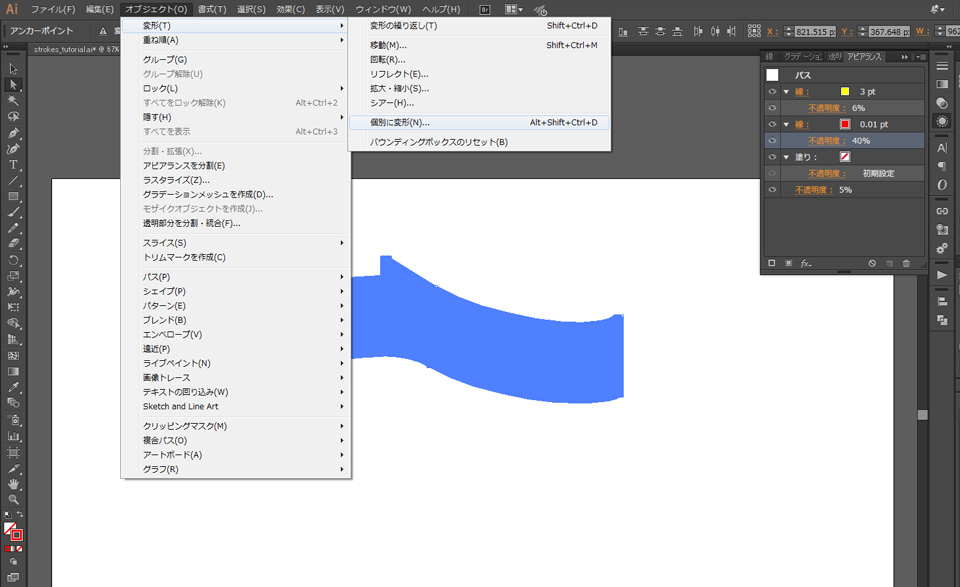 Ai ファイル(F) 編集(E) オブジェクト(O) 書式(T) 選択(S) 効果(C) 表示(V) ウィンドウ(W) ヘルプ(H) Br
アンカーポイント
X: 821.515 p Y: 367.648 p W: 962
strokes_tutorial.ai* @ 67%
変形(T)
重ね順(A)
グループ(G)
グループ解除(U)
ロック(L)
すべてをロック解除(K) Alt+Ctrl+2
隠す(H)
すべてを表示 Alt+Ctrl+3
分割・拡張(X)...
アピアランスを分割(E)
ラスタライズ(Z)...
グラデーションメッシュを作成(D)...
モザイクオブジェクトを作成(J)...
透明部分を分割・統合(F)...
スライス(S)
トリムマークを作成(C)
パス(P)
シェイプ(P)
パターン(E)
ブレンド(B)
エンベロープ(V)
遠近(P)
ライブペイント(N)
画像トレース
テキストの回り込み(W)
Sketch and Line Art
クリッピングマスク(M)
複合パス(O)
アートボード(A)
グラフ(R)
変形の繰り返し(T) Shift+Ctrl+D
移動(M)... Shift+Ctrl+M
回転(R)...
リフレクト(E)...
拡大・縮小(S)...
シアー(H)...
個別に変形(N)... Alt+Shift+Ctrl+D
バウンディングボックスのリセット(B)
線 グラデーション 透明 アピアランス
パス
線: 3 pt
不透明度: 6%
線: 0.01 pt
不透明度: 40%
塗り:
不透明度: 初期設定
不透明度: 5%
fx.